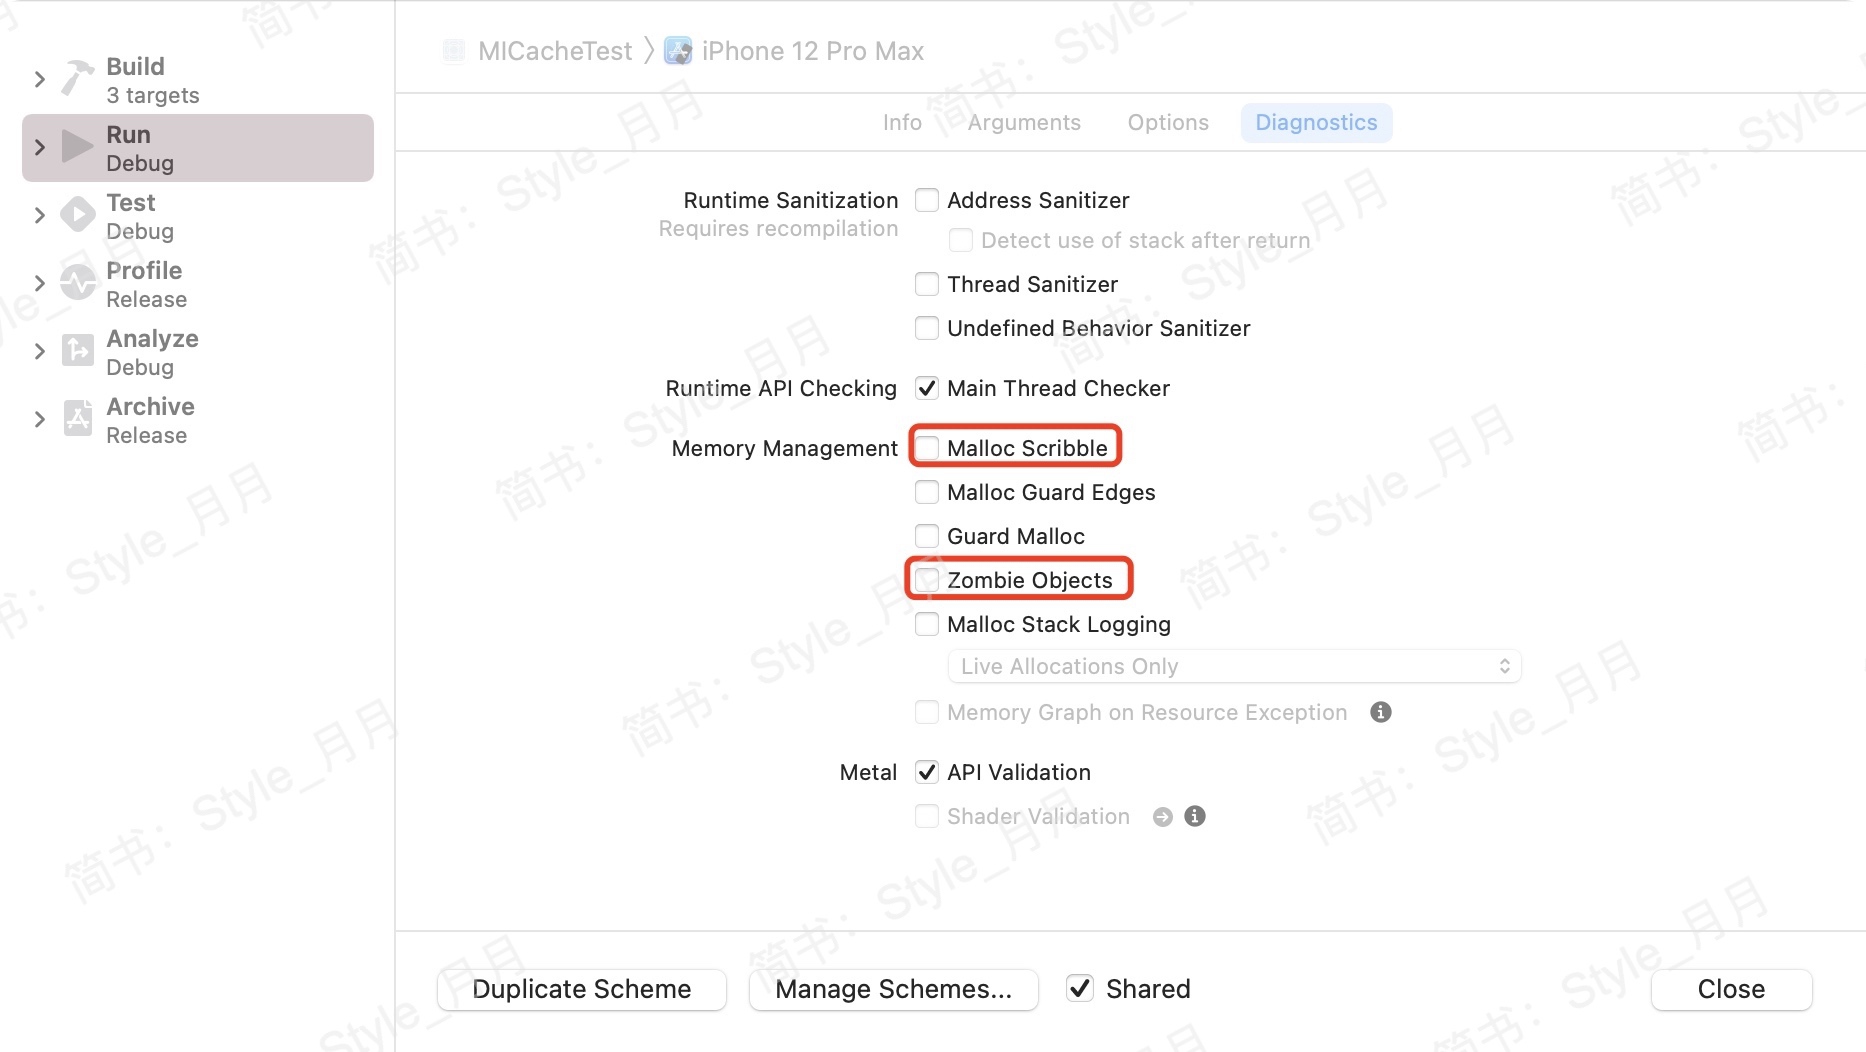 Build
3 targets
Run
Debug
Test
Debug
Profile
Release
Analyze
Debug
Archive
Release
MICacheTest 〉 iPhone 12 Pro Max
Info Arguments Options Diagnostics
Runtime Sanitization Address Sanitizer
Requires recompilation
Detect use of stack after return
Thread Sanitizer
Undefined Behavior Sanitizer
Runtime API Checking Main Thread Checker
Memory Management Malloc Scribble
Malloc Guard Edges
Guard Malloc
Zombie Objects
Malloc Stack Logging
Live Allocations Only
Memory Graph on Resource Exception
Metal API Validation
Shader Validation
Duplicate Scheme Manage Schemes... Shared Close
简书：Style_月月